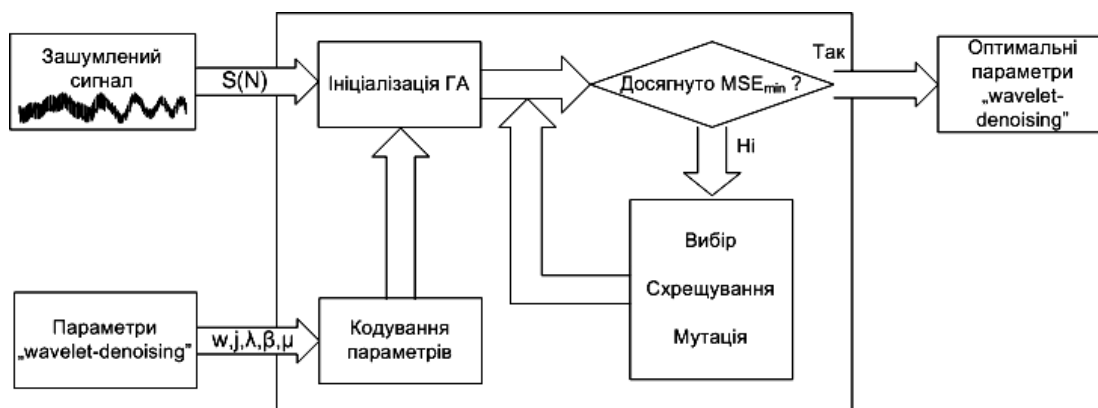 Зашумлений
сигнал
S(N)
Ініціалізація ГА
Досягнуто MSEmin ?
Так
Оптимальні
параметри
„wavelet-
denoising”
Ні
Вибір
Схрещування
Мутація
Параметри
„wavelet-denoising”
w,j,λ,β,μ
Кодування
параметрів